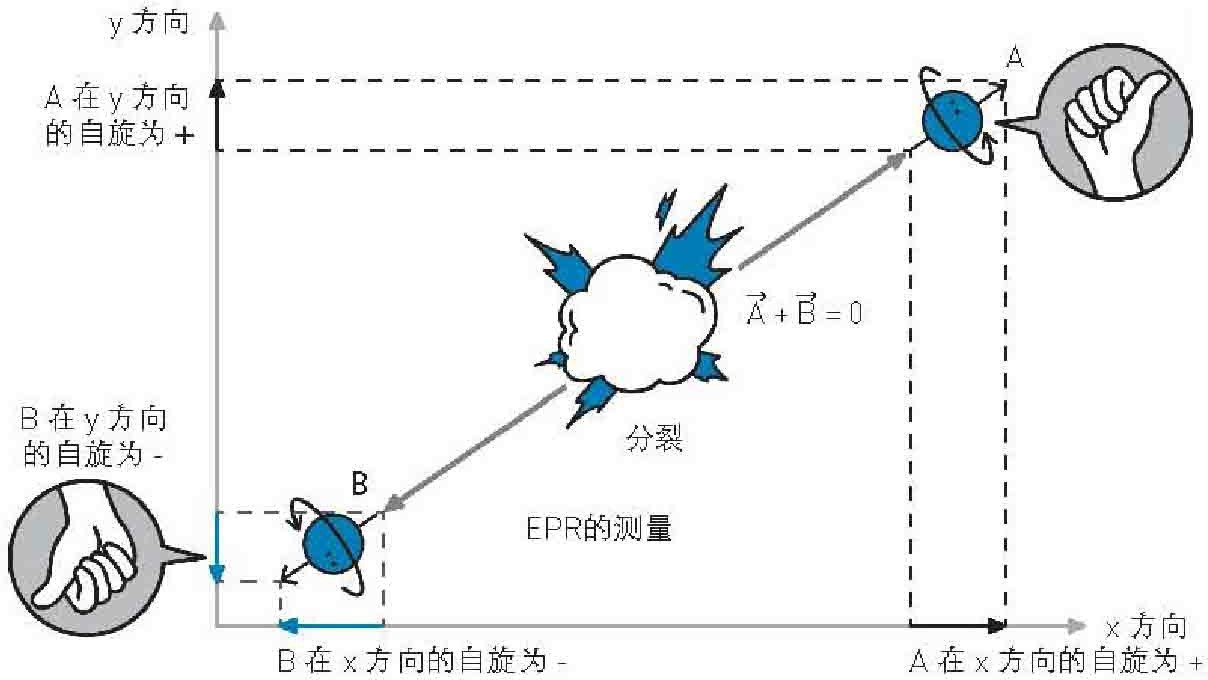 y 方向
A
A 在 y 方向
的自旋为 +
A + B = 0
B 在 y 方向
的自旋为 -
分裂
B
EPR的测量
x 方向
B 在 x 方向的自旋为 -
A 在 x 方向的自旋为 +